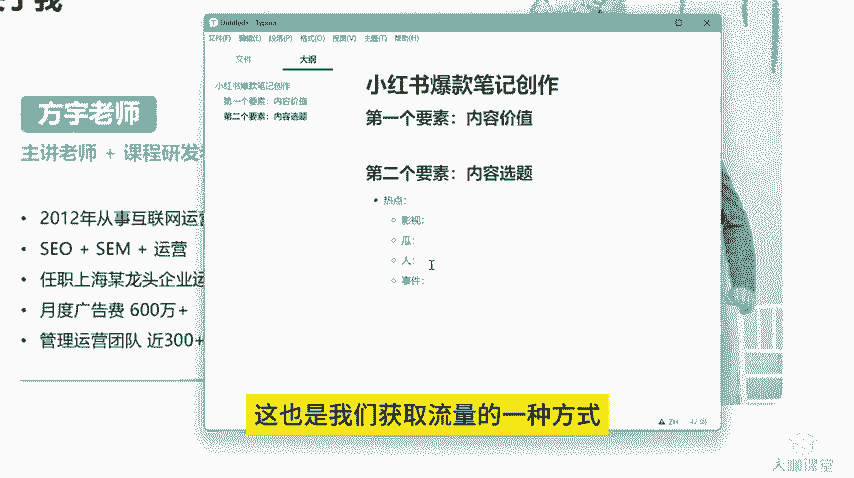 于我
方宇老师
主讲老师 + 课程研发
2012年从事互联网运营
SEO + SEM + 运营
任职上海某龙头企业运
月度广告费 600万+
管理运营团队 近300+
文件(F) 编辑(E) 段落(P) 格式(O) 视图(V) 主题(T) 帮助(H)
文件 大纲
小红书爆款笔记创作
第一个要素：内容价值
第二个要素：内容选题
小红书爆款笔记创作
第一个要素：内容价值
第二个要素：内容选题
热点：
影视：
瓜：
人：
事件：
这也是我们获取流量的一种方式
大咖课堂